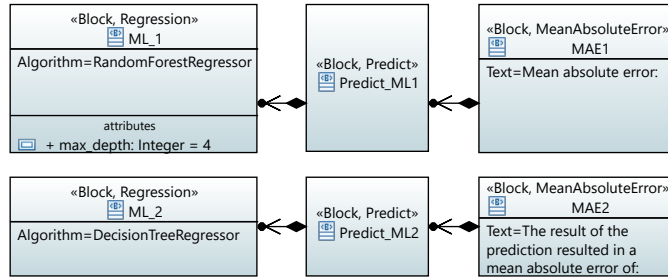 «Block, Regression»
ML_1
Algorithm=RandomForestRegressor
attributes
+ max_depth: Integer = 4
«Block, Predict»
Predict_ML1
«Block, MeanAbsoluteError»
MAE1
Text=Mean absolute error:
«Block, Regression»
ML_2
Algorithm=DecisionTreeRegressor
«Block, Predict»
Predict_ML2
«Block, MeanAbsoluteError»
MAE2
Text=The result of the
prediction resulted in a
mean absolute error of: